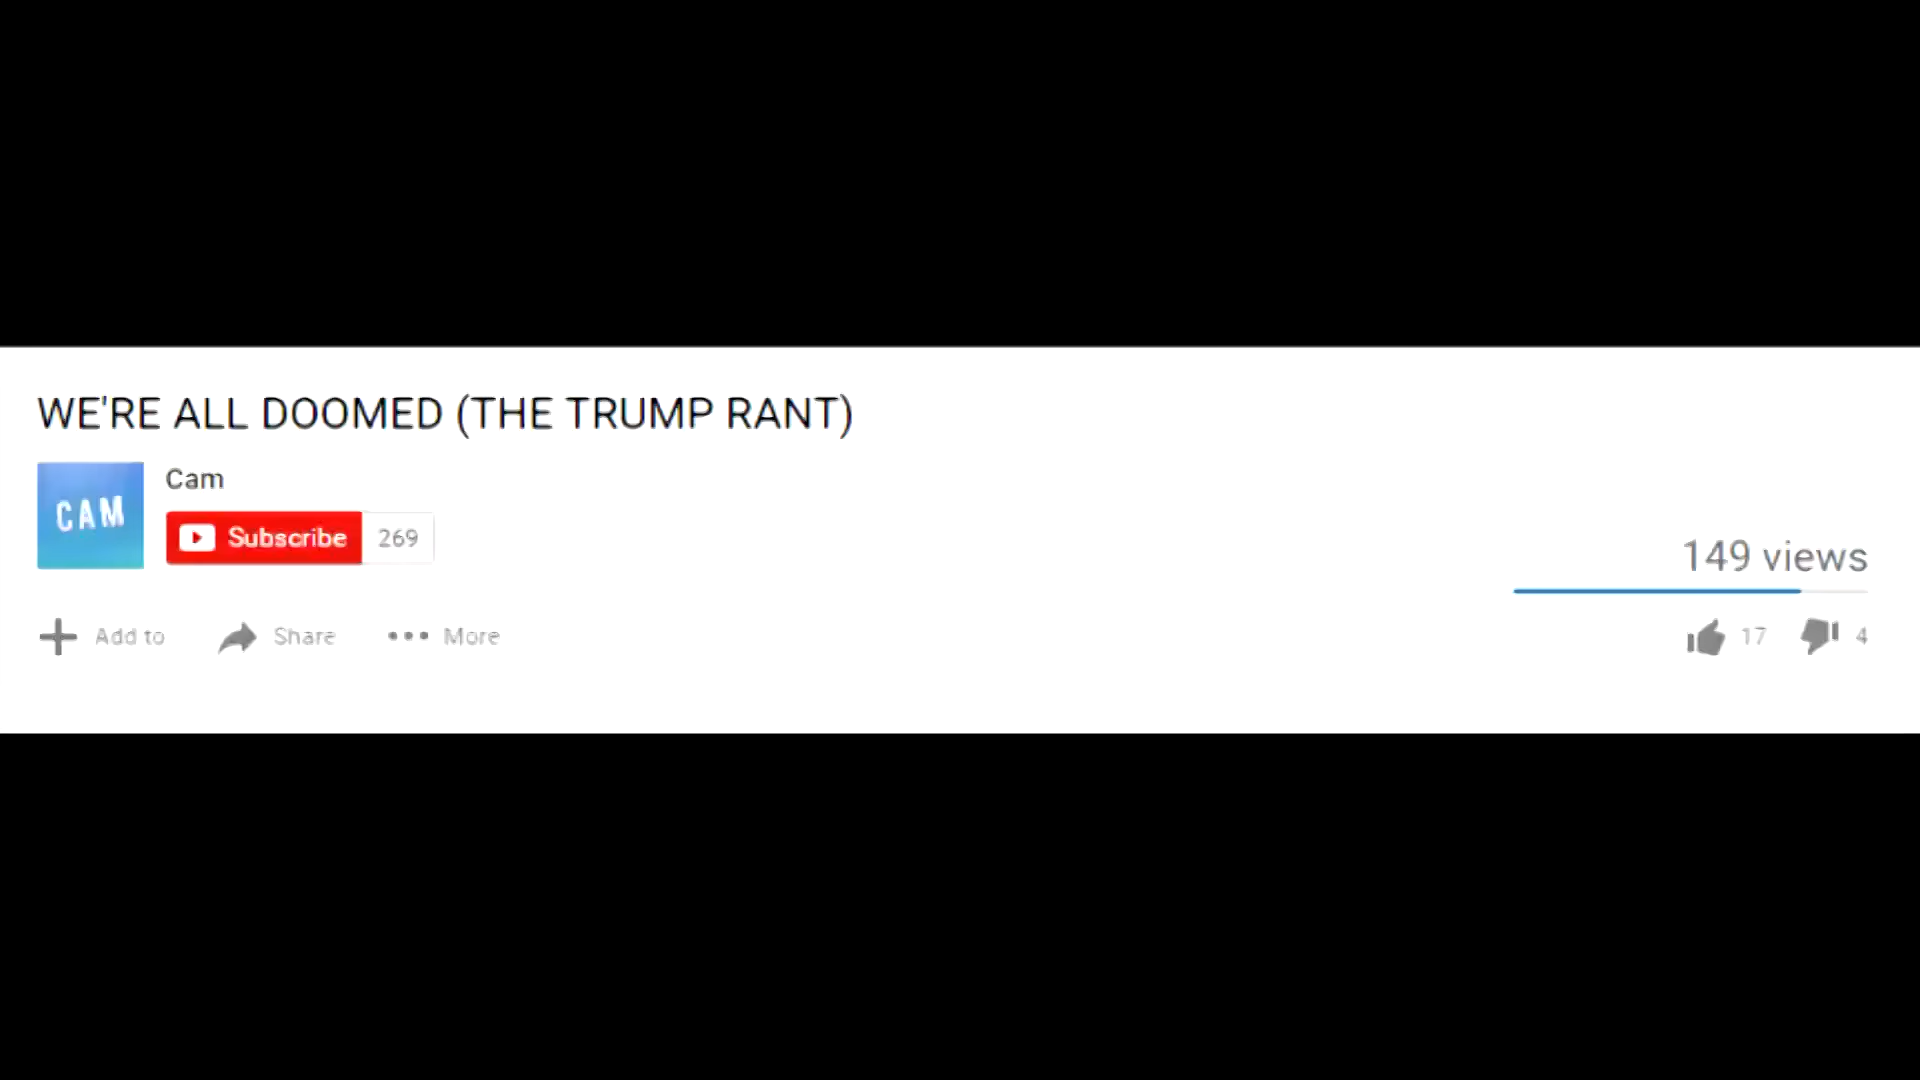 WE'RE ALL DOOMED (THE TRUMP RANT)
CAM
Cam
Subscribe 269
149 views
Add to Share More
17 4